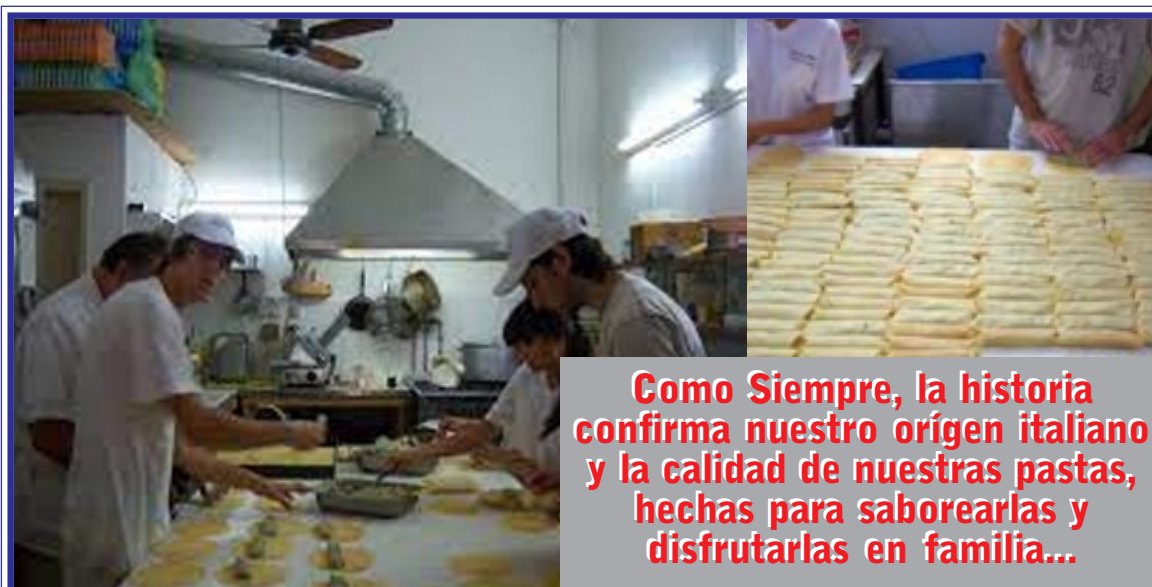 Como Siempre, la historia
confirma nuestro orígen italiano
y la calidad de nuestras pastas,
hechas para saborearlas y
disfrutarlas en familia...